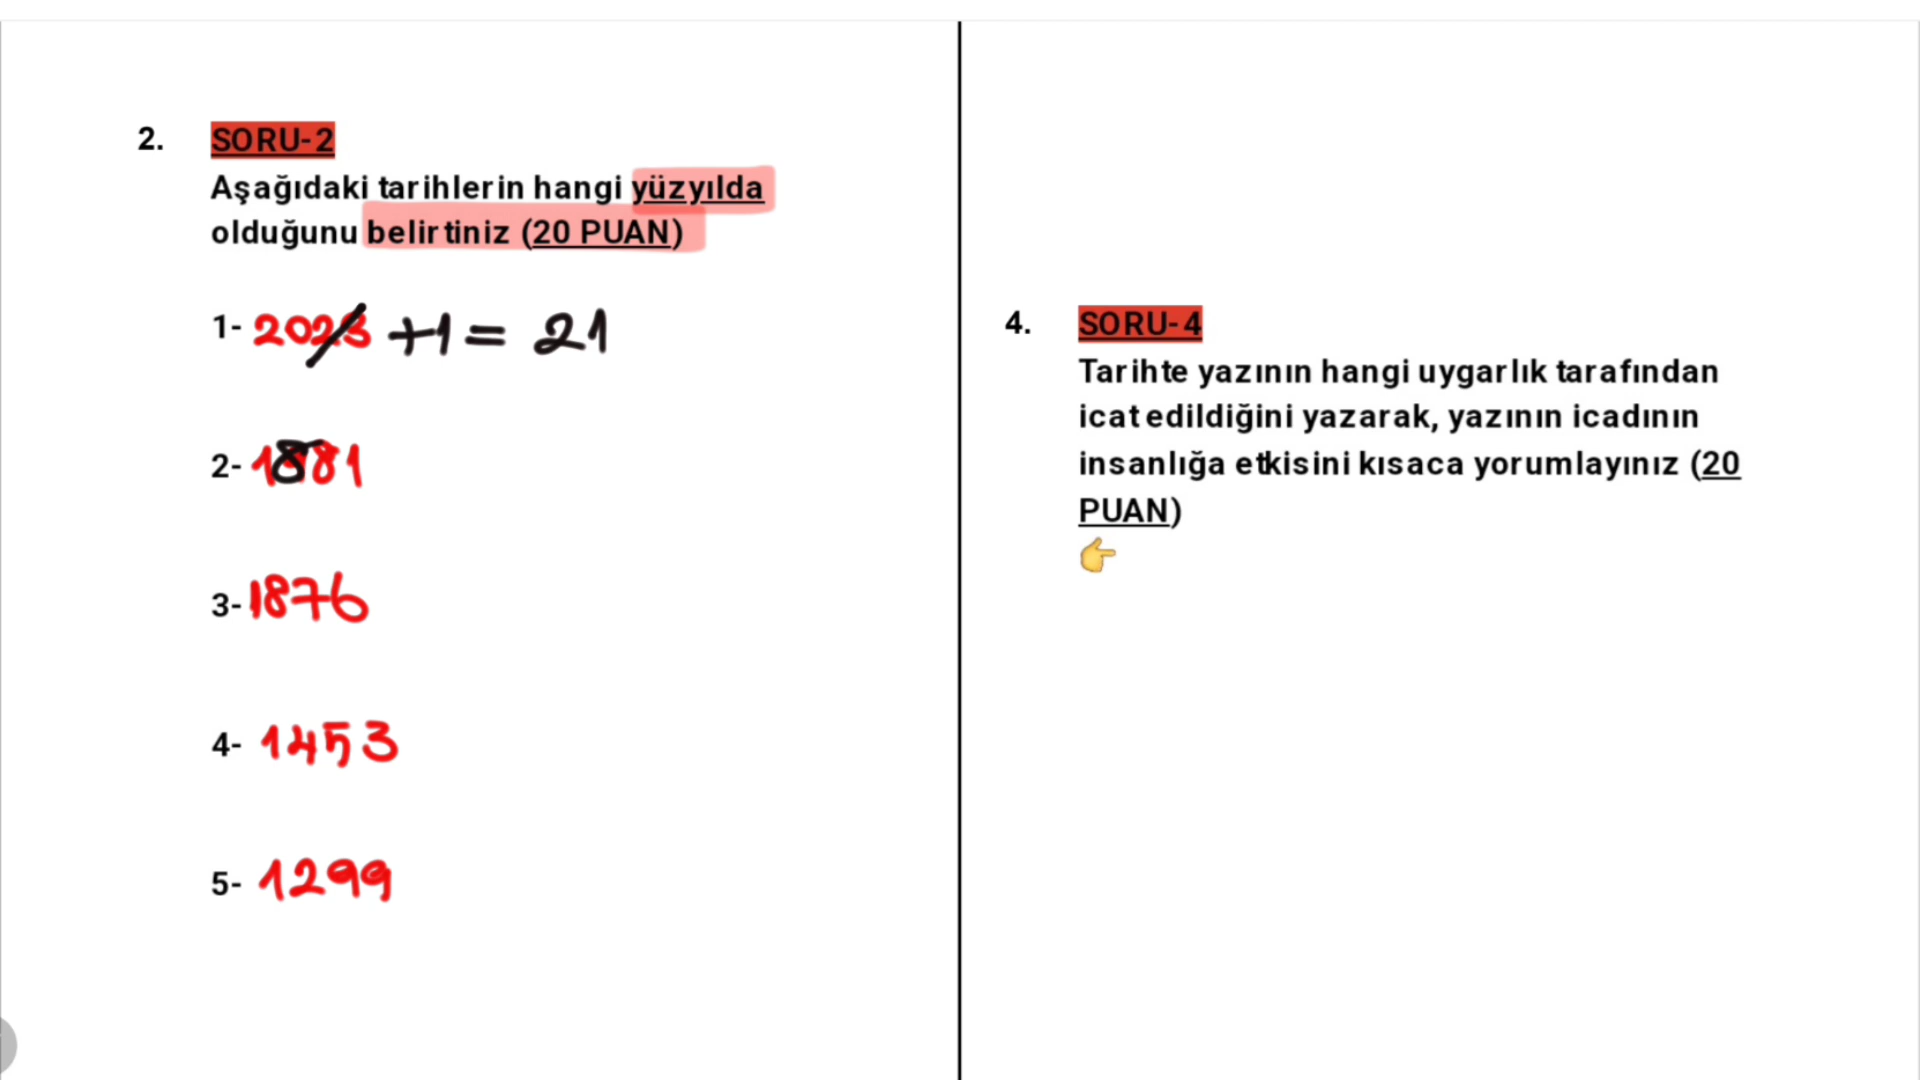 2. SORU-2
Aşağıdaki tarihlerin hangi yüzyılda
olduğunu belirtiniz (20 PUAN)
1- 2023 +1 = 21
2- 1881
3- 1876
4- 1453
5- 1299
4. SORU-4
Tarihte yazının hangi uygarlık tarafından
icat edildiğini yazarak, yazının icadının
insanlığa etkisini kısaca yorumlayınız (20
PUAN)